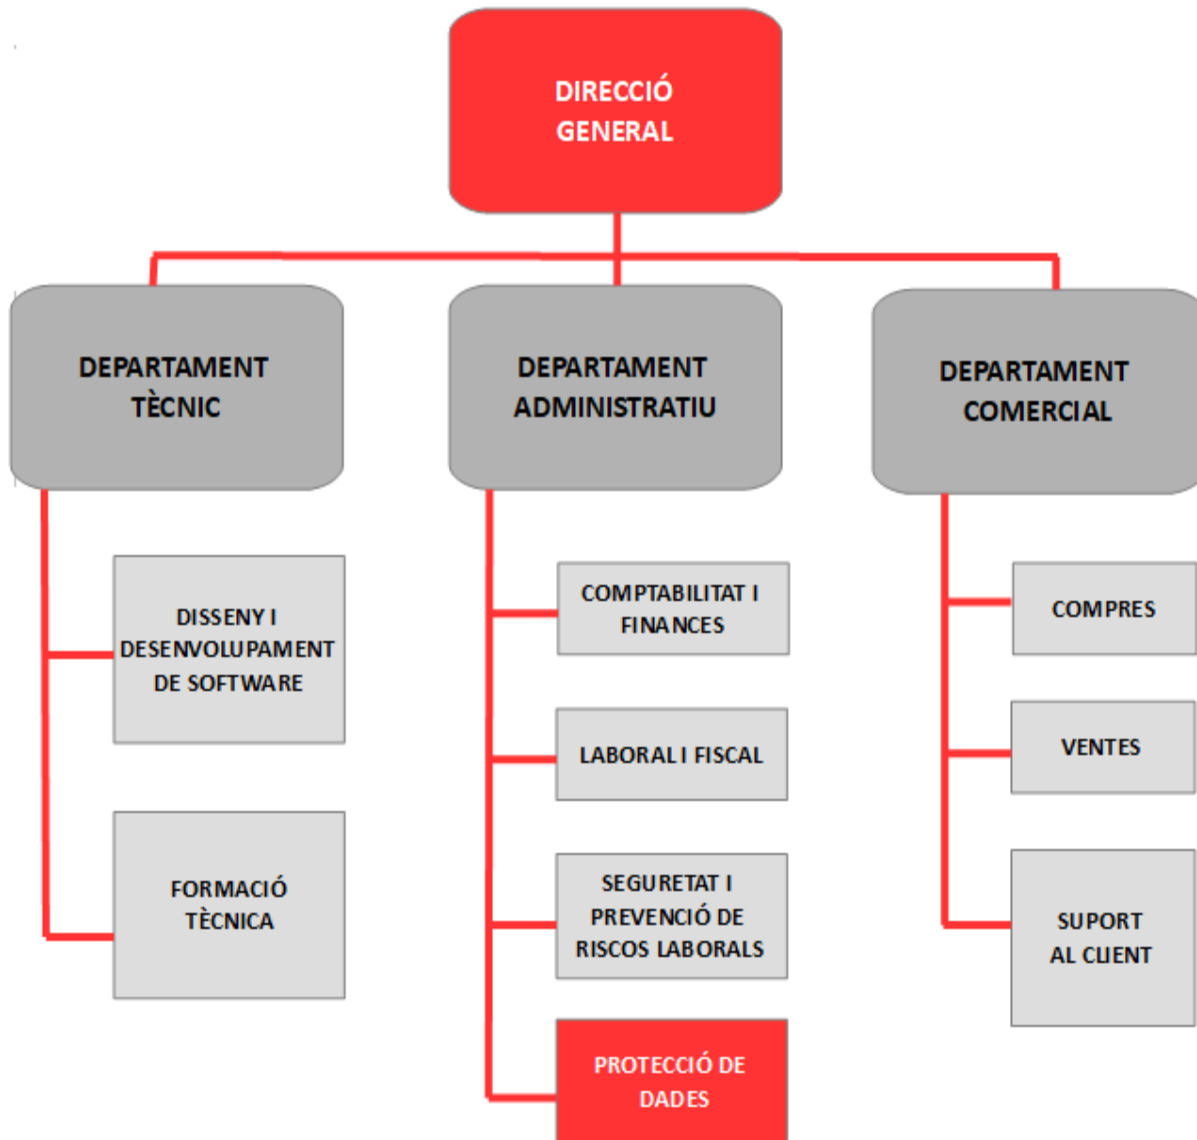 DIRECCIÓ
GENERAL
DEPARTAMENT
TÈCNIC
DEPARTAMENT
ADMINISTRATIU
DEPARTAMENT
COMERCIAL
DISSENY I
DESENVOLUPAMENT
DE SOFTWARE
FORMACIÓ
TÈCNICA
COMPTABILITAT I
FINANCES
LABORAL I FISCAL
SEGURETAT I
PREVENCIÓ DE
RISCOS LABORALS
PROTECCIÓ DE
DADES
COMPRES
VENTES
SUPORT
AL CLIENT